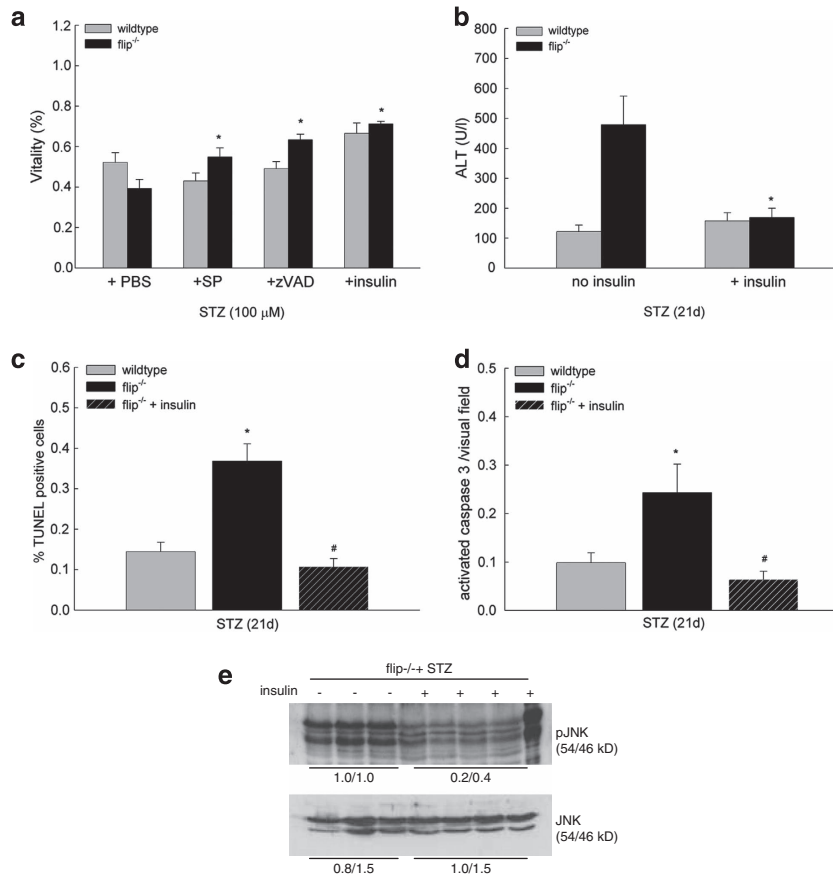 a
wildtype
flip-/-
Vitality (%)
1.2
1.0
0.8
0.6
0.4
0.2
0.0
*
*
*
+ PBS
+SP
+zVAD
+insulin
STZ (100 µM)
b
wildtype
flip-/-
ALT (U/l)
800
700
600
500
400
300
200
100
0
*
no insulin
+ insulin
STZ (21d)
c
wildtype
flip-/-
flip-/- + insulin
% TUNEL positive cells
0.6
0.5
0.4
0.3
0.2
0.1
0.0
*
#
STZ (21d)
d
wildtype
flip-/-
flip-/- + insulin
activated caspase 3 /visual field
0.5
0.4
0.3
0.2
0.1
0.0
*
#
STZ (21d)
e
flip-/-+ STZ
insulin - - - + + + +
pJNK
(54/46 kD)
1.0/1.0 0.2/0.4
JNK
(54/46 kD)
0.8/1.5 1.0/1.5